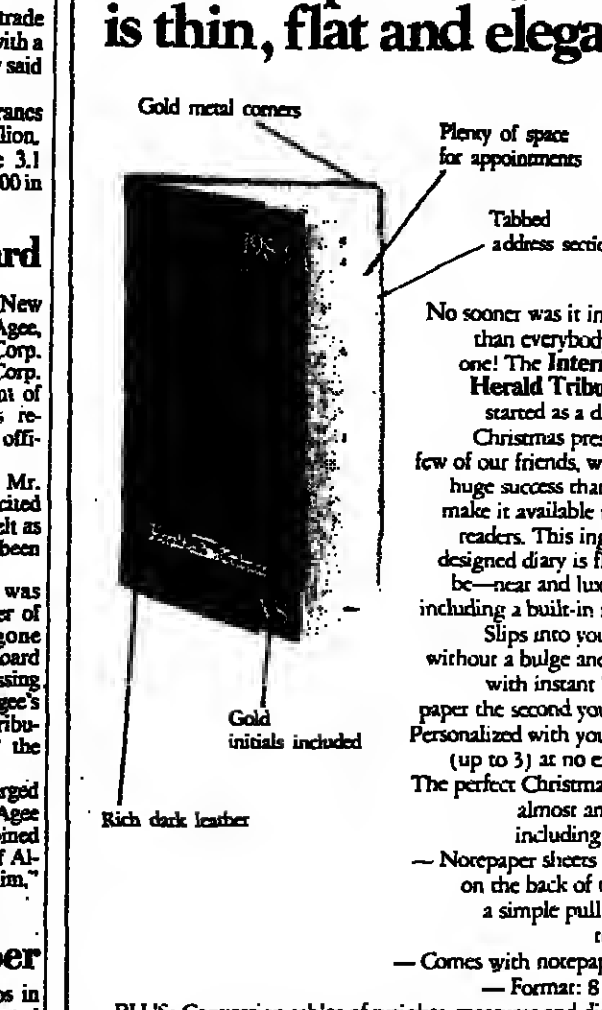 trade
with a
said
rancs
lion.
3.1
00 in
ard
New
Agee,
Corp.
Corp.
nt of
s re-
offi-
Mr.
cited
elt as
been
was
er of
gone
oard
ssing
gee's
ribu-
the
rged
Agee
oined
f Al-
im,"
er
os in
is thin, flat and elega
Gold metal corners
Plenty of space
for appointments
Tabbed
address sectio
Gold
initials included
Rich dark leather
No sooner was it in
than everybod
one! The Intern
Herald Tribu
started as a d
Christmas pres
few of our friends, w
huge success tha
make it available
readers. This ing
designed diary is f
be—neat and lux
including a built-in
Slips into you
without a bulge and
with instant
paper the second you
Personalized with you
(up to 3) at no e
The perfect Christma
almost an
including
— Notepaper sheets
on the back of
a simple pull
— Comes with notepap
— Format: 8